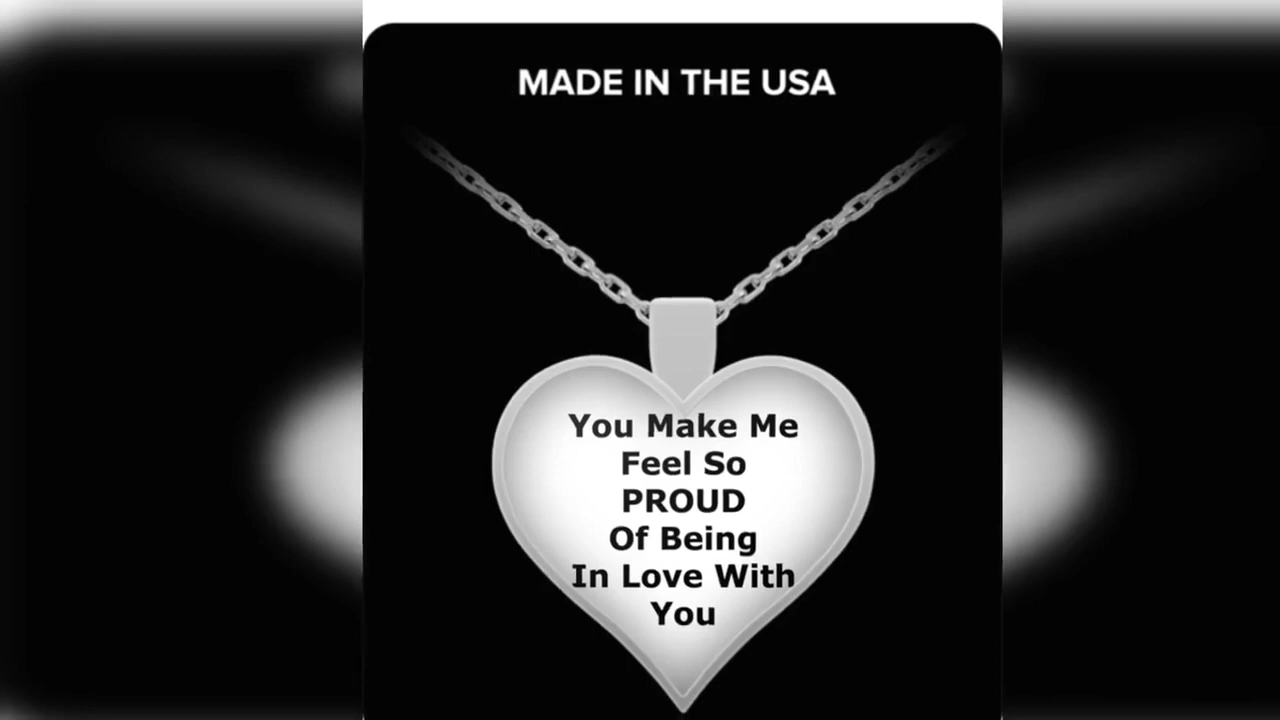 MADE IN THE USA
You Make Me
Feel So
PROUD
Of Being
In Love With
You